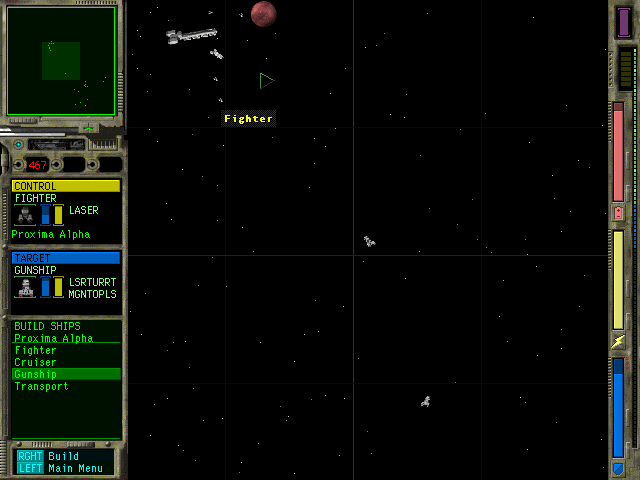 Fighter
467
CONTROL
FIGHTER
LASER
Proxima Alpha
TARGET
GUNSHIP
LSRTURRT
MGNTOPLS
BUILD SHIPS
Proxima Alpha
Fighter
Cruiser
Gunship
Transport
RGHT Build
LEFT Main Menu